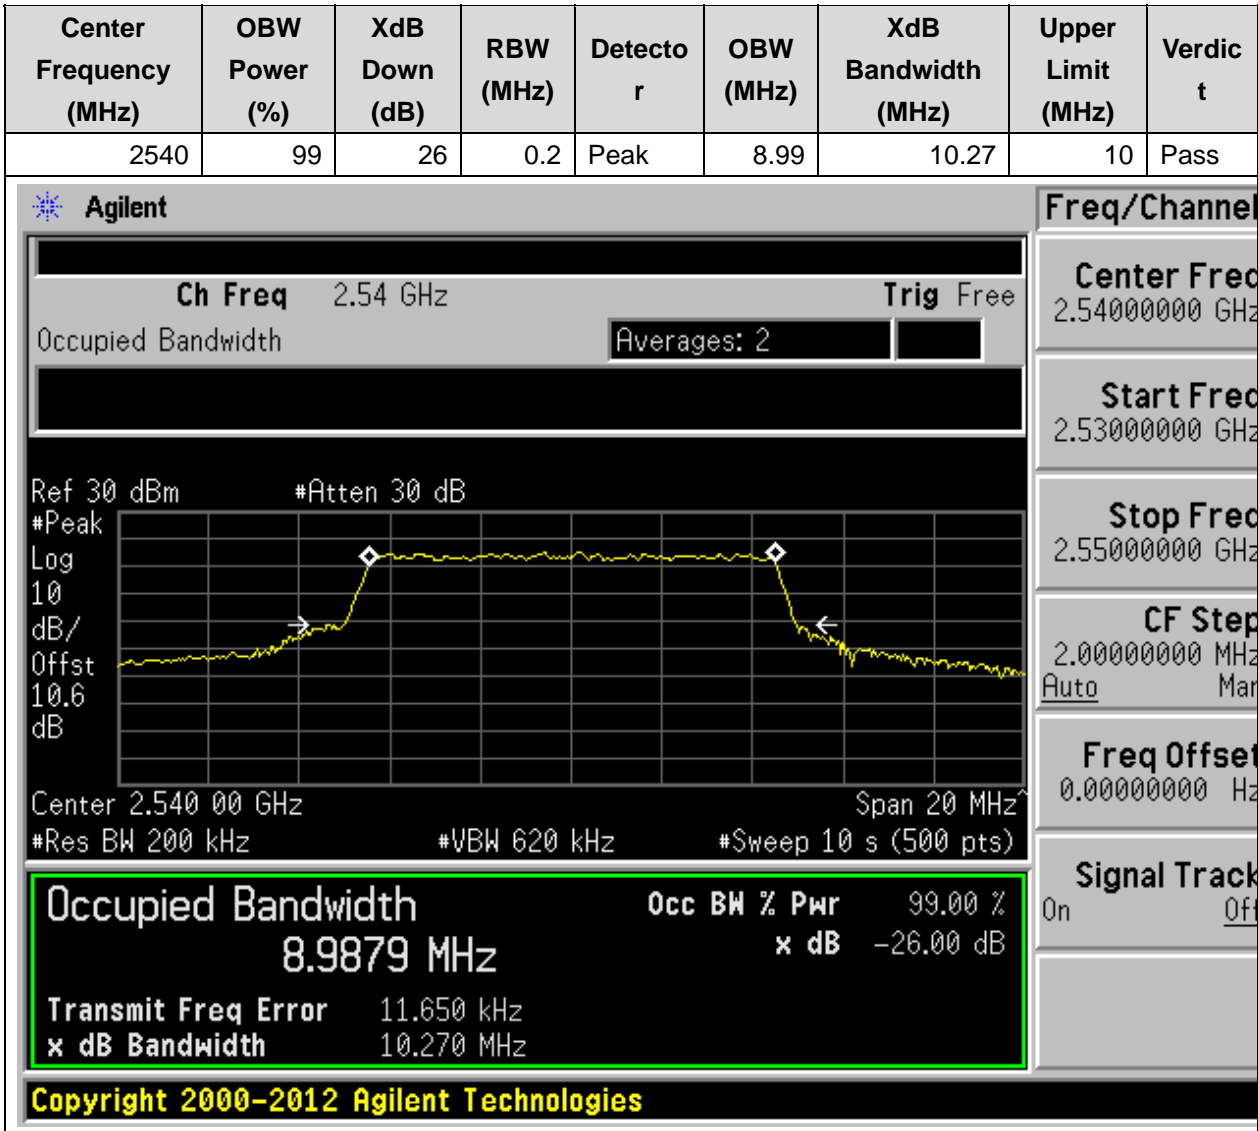 Center Frequency (MHz) OBW Power (%) XdB Down (dB) RBW (MHz) Detector OBW (MHz) XdB Bandwidth (MHz) Upper Limit (MHz) Verdict
2540 99 26 0.2 Peak 8.99 10.27 10 Pass
Agilent
Freq/Channel
Ch Freq 2.54 GHz Trig Free
Occupied Bandwidth Averages: 2
Center Freq
2.54000000 GHz
Start Freq
2.53000000 GHz
Stop Freq
2.55000000 GHz
CF Step
2.00000000 MHz
Auto Man
Freq Offset
0.00000000 Hz
Signal Track
On Off
Ref 30 dBm #Atten 30 dB
#Peak
Log
10
dB/
Offst
10.6
dB
Center 2.540 00 GHz Span 20 MHz^
#Res BW 200 kHz #VBW 620 kHz #Sweep 10 s (500 pts)
Occupied Bandwidth Occ BW % Pwr 99.00 %
8.9879 MHz x dB -26.00 dB
Transmit Freq Error 11.650 kHz
x dB Bandwidth 10.270 MHz
Copyright 2000-2012 Agilent Technologies